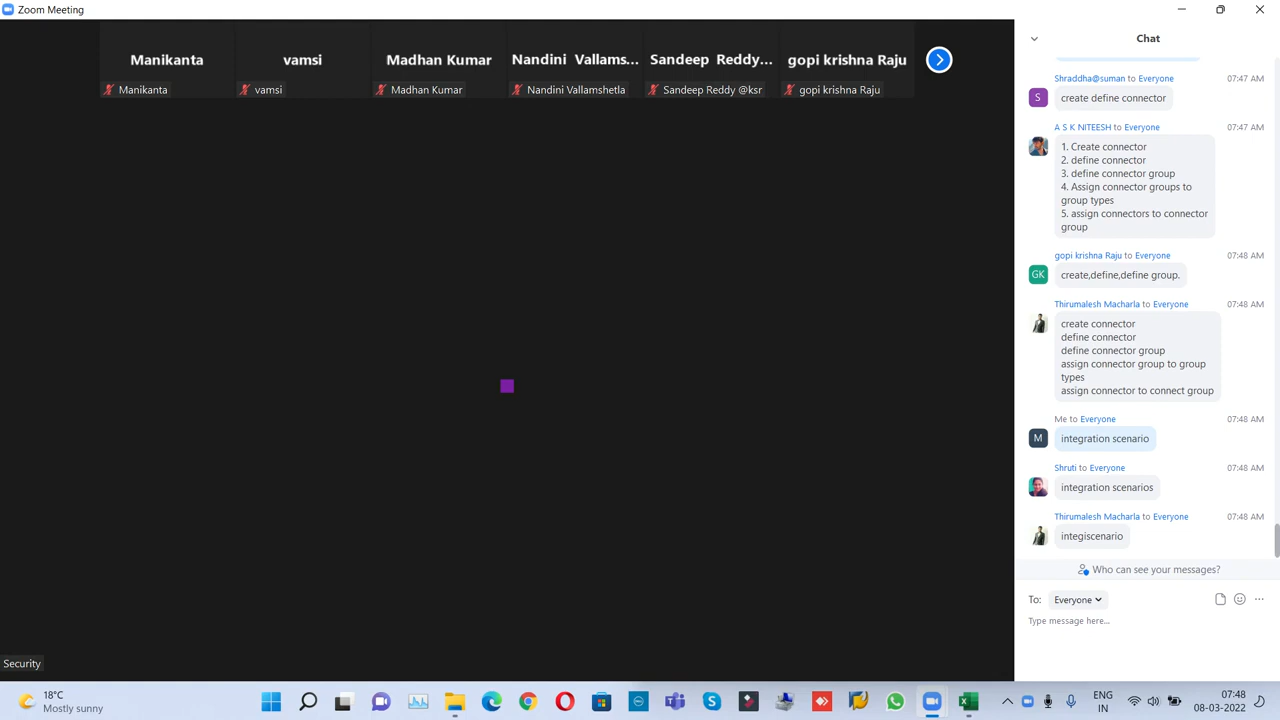 Zoom Meeting
Manikanta
vamsi
Madhan Kumar
Nandini Vallams...
Sandeep Reddy...
gopi krishna Raju
Manikanta
vamsi
Madhan Kumar
Nandini Vallamshetla
Sandeep Reddy @ksr
gopi krishna Raju
Security
Chat
Shraddha@suman to Everyone 07:47 AM
S
create define connector
A S K NITEESH to Everyone 07:47 AM
1. Create connector
2. define connector
3. define connector group
4. Assign connector groups to
group types
5. assign connectors to connector
group
gopi krishna Raju to Everyone 07:48 AM
GK
create,define,define group.
Thirumalesh Macharla to Everyone 07:48 AM
create connector
define connector
define connector group
assign connector group to group
types
assign connector to connect group
Me to Everyone 07:48 AM
M
integration scenario
Shruti to Everyone 07:48 AM
integration scenarios
Thirumalesh Macharla to Everyone 07:48 AM
integiscenario
Who can see your messages?
To: Everyone
Type message here...
18°C
Mostly sunny
ENG
IN
07:48
08-03-2022